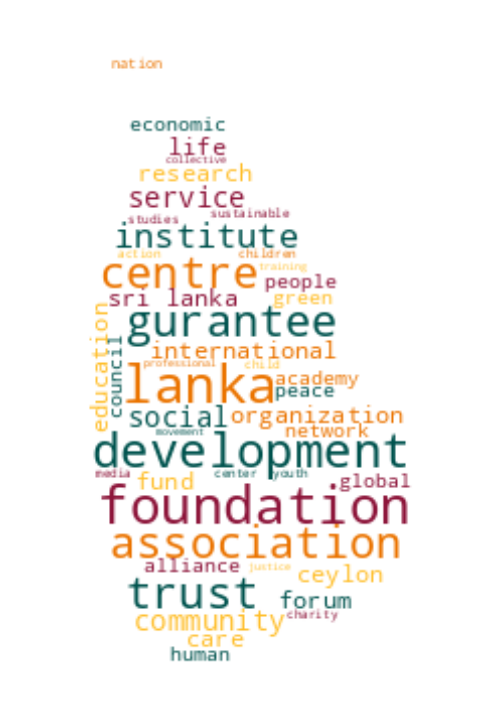 nation
economic
life
collective
research
service
sustainable
studies
institute
action children
centre training
people
sri lanka green
gurantee
education
council
international
professional child
lanka academy
peace
social organization
movement network
development
media center youth
fund global
foundation
association
alliance justice
ceylon
trust forum
community charity
care
human